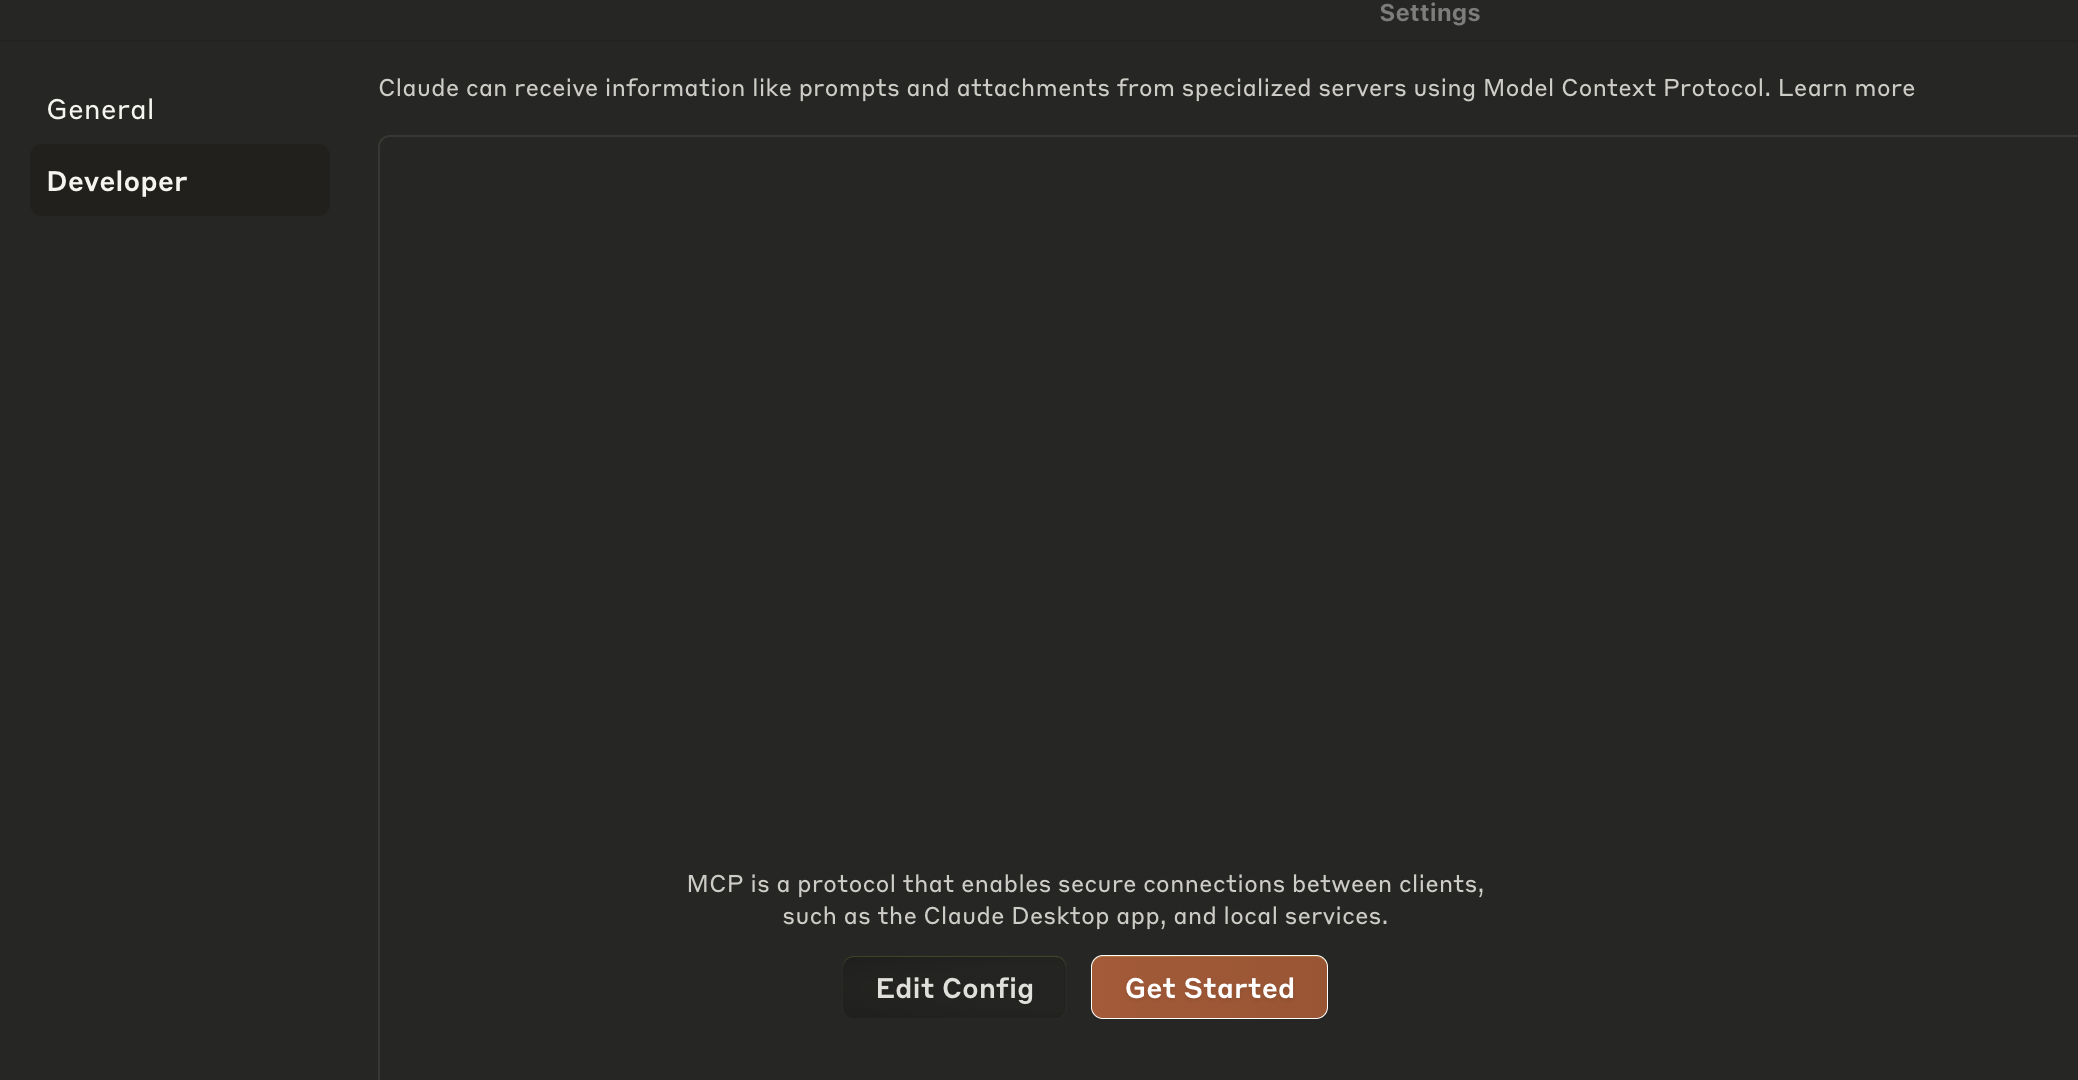 Settings
General
Developer
Claude can receive information like prompts and attachments from specialized servers using Model Context Protocol. Learn more
MCP is a protocol that enables secure connections between clients,
such as the Claude Desktop app, and local services.
Edit Config
Get Started